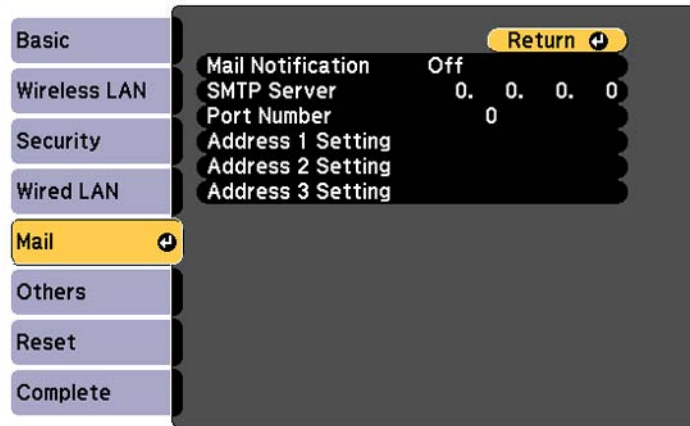 Basic
Wireless LAN
Security
Wired LAN
Mail
Others
Reset
Complete
Return
Mail Notification Off
SMTP Server 0. 0. 0. 0
Port Number 0
Address 1 Setting
Address 2 Setting
Address 3 Setting